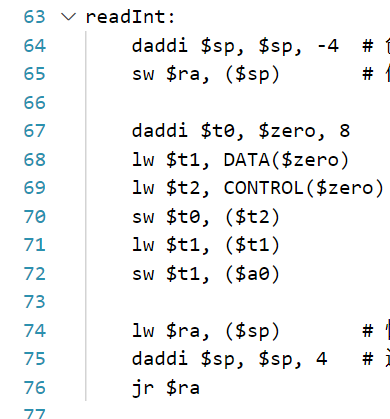 63 readInt:
64 daddi $sp, $sp, -4 #
65 sw $ra, ($sp) #
66
67 daddi $t0, $zero, 8
68 lw $t1, DATA($zero)
69 lw $t2, CONTROL($zero)
70 sw $t0, ($t2)
71 lw $t1, ($t1)
72 sw $t1, ($a0)
73
74 lw $ra, ($sp) #
75 daddi $sp, $sp, 4 #
76 jr $ra
77